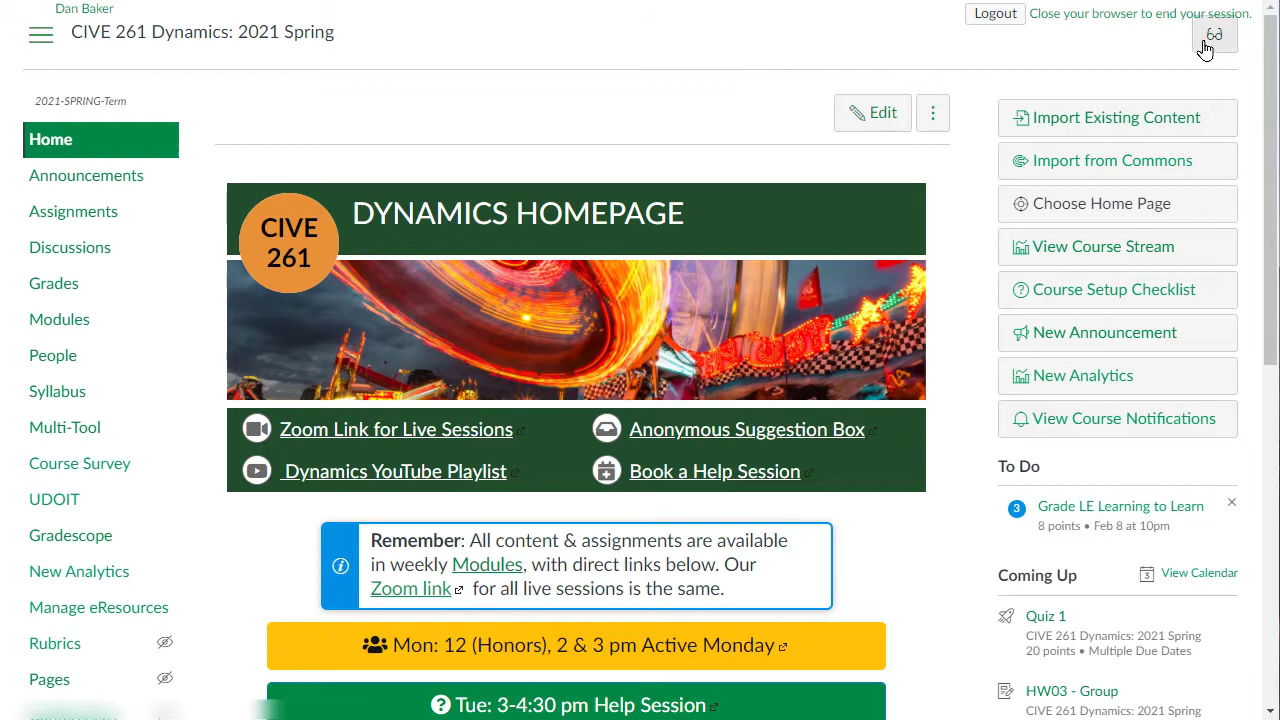 Dan Baker
Logout Close your browser to end your session.
CIVE 261 Dynamics: 2021 Spring
2021-SPRING-Term
Home
Announcements
Assignments
Discussions
Grades
Modules
People
Syllabus
Multi-Tool
Course Survey
UDOIT
Gradescope
New Analytics
Manage eResources
Rubrics
Pages
Edit
CIVE
261
DYNAMICS HOMEPAGE
Zoom Link for Live Sessions
Anonymous Suggestion Box
Dynamics YouTube Playlist
Book a Help Session
Remember: All content & assignments are available
in weekly Modules, with direct links below. Our
Zoom link for all live sessions is the same.
Mon: 12 (Honors), 2 & 3 pm Active Monday
Tue: 3-4:30 pm Help Session
Import Existing Content
Import from Commons
Choose Home Page
View Course Stream
Course Setup Checklist
New Announcement
New Analytics
View Course Notifications
To Do
3 Grade LE Learning to Learn
8 points • Feb 8 at 10pm
Coming Up
3 View Calendar
Quiz 1
CIVE 261 Dynamics: 2021 Spring
20 points • Multiple Due Dates
HW03 - Group
CIVE 261 Dynamics: 2021 Spring